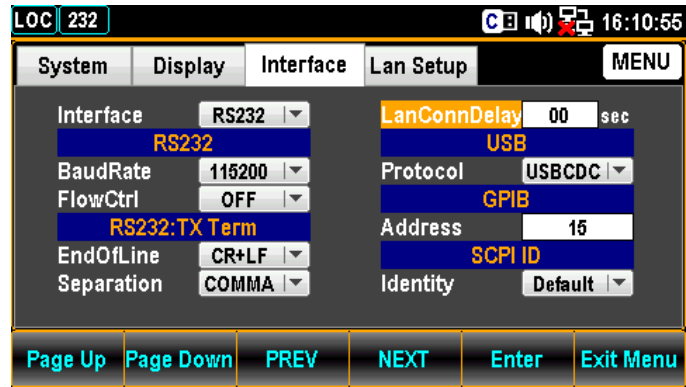 LOC 232 C 16:10:55
System Display Interface Lan Setup MENU
Interface RS232
RS232
BaudRate 115200
FlowCtrl OFF
RS232:TX Term
EndOfLine CR+LF
Separation COMMA
LanConnDelay 00 sec
USB
Protocol USBCDC
GPIB
Address 15
SCPI ID
Identity Default
Page Up Page Down PREV NEXT Enter Exit Menu